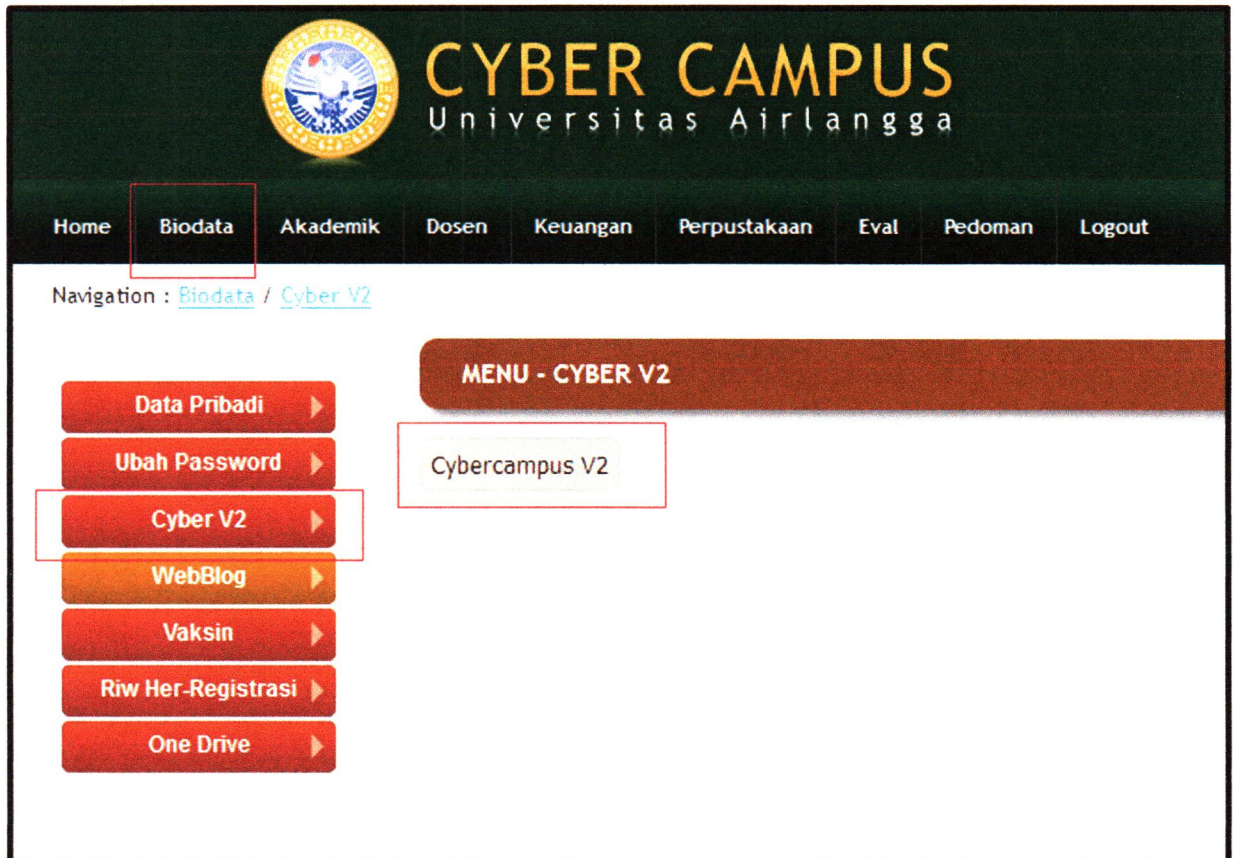 CYBER CAMPUS
Universitas Airlangga
Home Biodata Akademik Dosen Keuangan Perpustakaan Eval Pedoman Logout
Navigation : Biodata / Cyber V2
MENU - CYBER V2
Data Pribadi
Ubah Password
Cyber V2
WebBlog
Vaksin
Riw Her-Registrasi
One Drive
Cybercampus V2